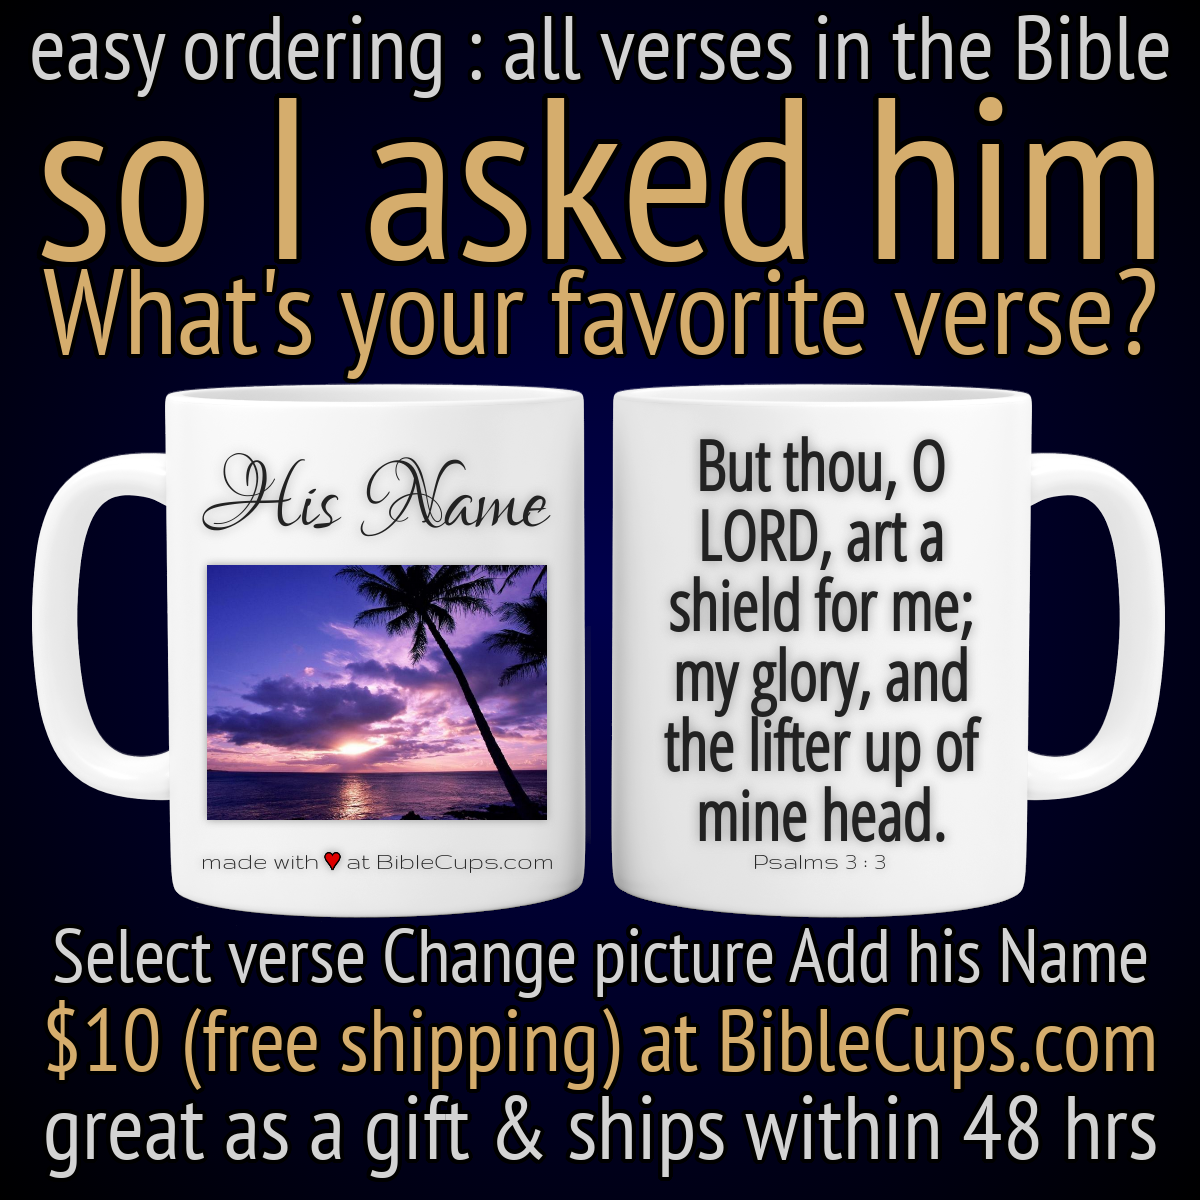 easy ordering : all verses in the Bible
so I asked him
What's your favorite verse?
His Name
made with ♥ at BibleCups.com
But thou, O
LORD, art a
shield for me;
my glory, and
the lifter up of
mine head.
Psalms 3 : 3
Select verse Change picture Add his Name
$10 (free shipping) at BibleCups.com
great as a gift & ships within 48 hrs